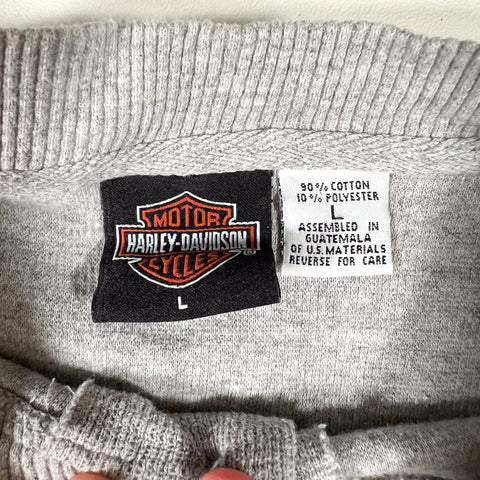 MOTOR
HARLEY-DAVIDSON
CYCLES
®
L
90% COTTON
10% POLYESTER
L
ASSEMBLED IN
GUATEMALA
OF U.S. MATERIALS
REVERSE FOR CARE